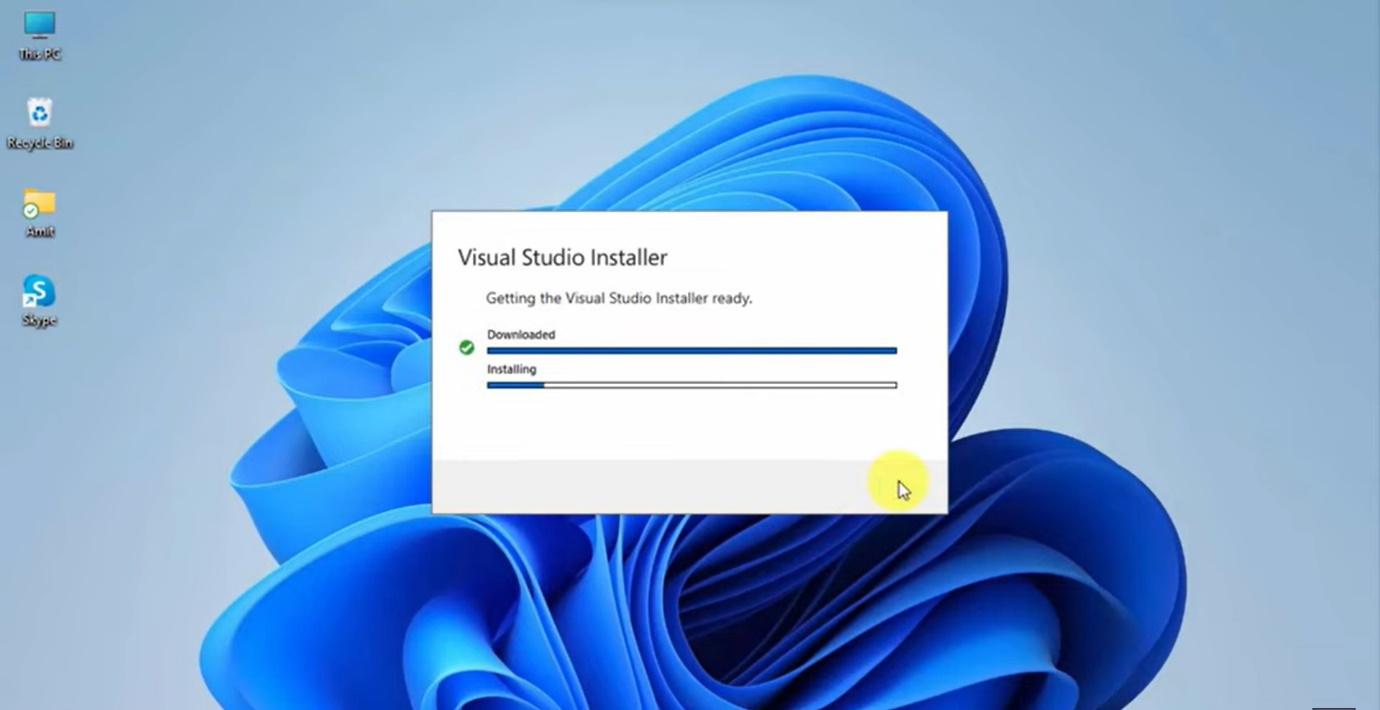 This PC
Recycle Bin
Amit
Skype
Visual Studio Installer
Getting the Visual Studio Installer ready.
Downloaded
Installing